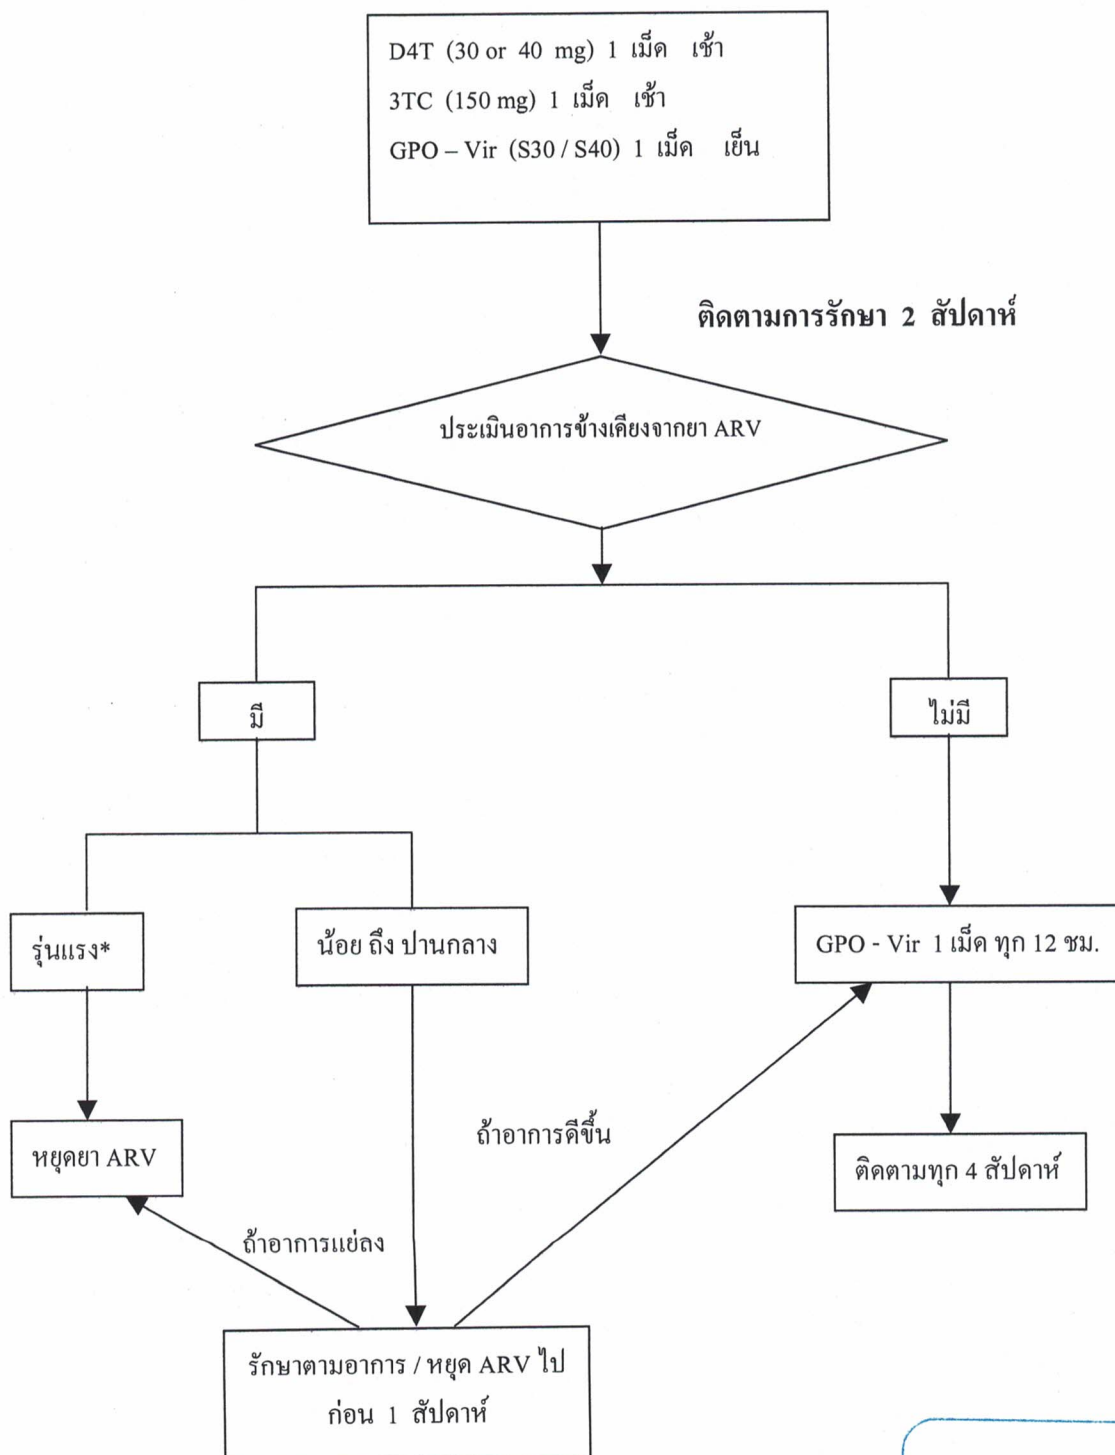 D4T (30 or 40 mg) 1 เม็ด เช้า
3TC (150 mg) 1 เม็ด เช้า
GPO – Vir (S30 / S40) 1 เม็ด เย็น
ติดตามการรักษา 2 สัปดาห์
ประเมินอาการข้างเคียงจากยา ARV
มี
ไม่มี
รุ่นแรง*
น้อย ถึง ปานกลาง
GPO - Vir 1 เม็ด ทุก 12 ชม.
หยุดยา ARV
ถ้าอาการดีขึ้น
ติดตามทุก 4 สัปดาห์
ถ้าอาการแย่ลง
รักษาตามอาการ / หยุด ARV ไป
ก่อน 1 สัปดาห์